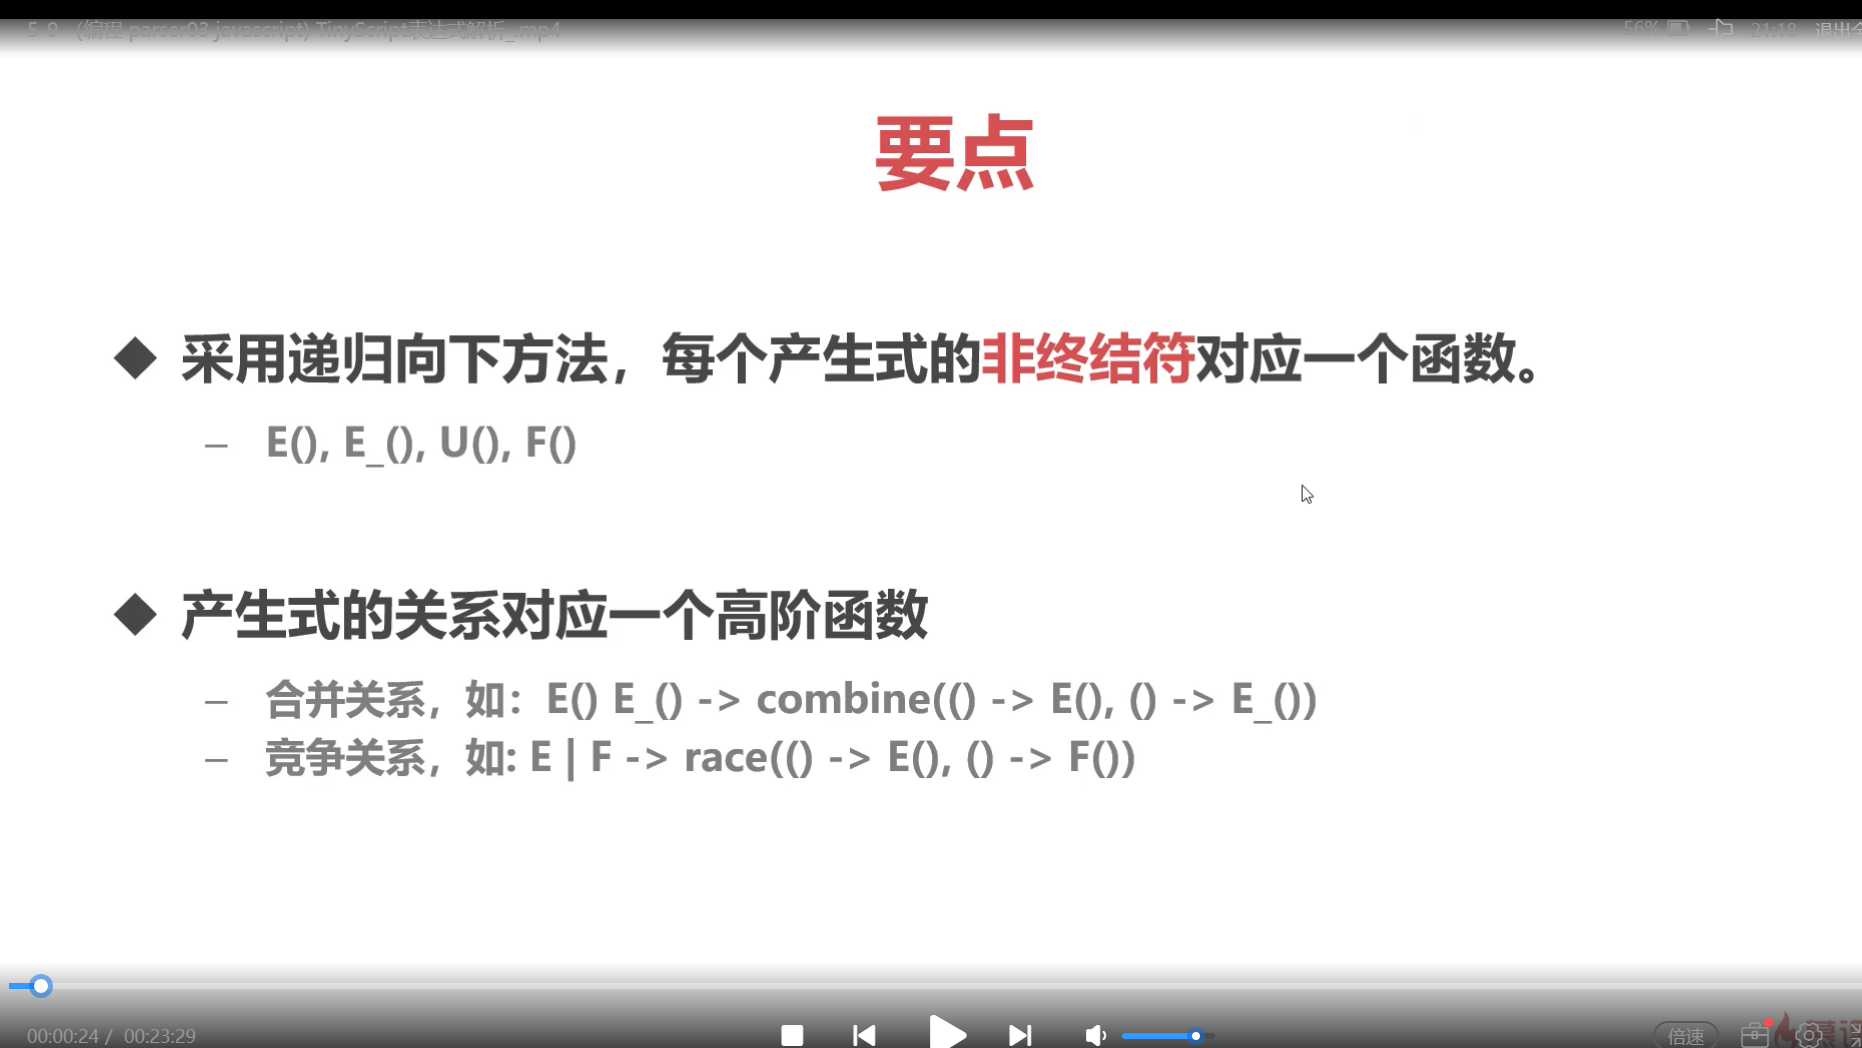 5-9 (编程 parser03 javascript) TinyScript表达式解析_.mp4
56%
21:18
要点
采用递归向下方法，每个产生式的非终结符对应一个函数。
– E(), E_(), U(), F()
产生式的关系对应一个高阶函数
– 合并关系，如：E() E_() -> combine(() -> E(), () -> E_())
– 竞争关系，如: E | F -> race(() -> E(), () -> F())
00:00:24 / 00:23:29
倍速